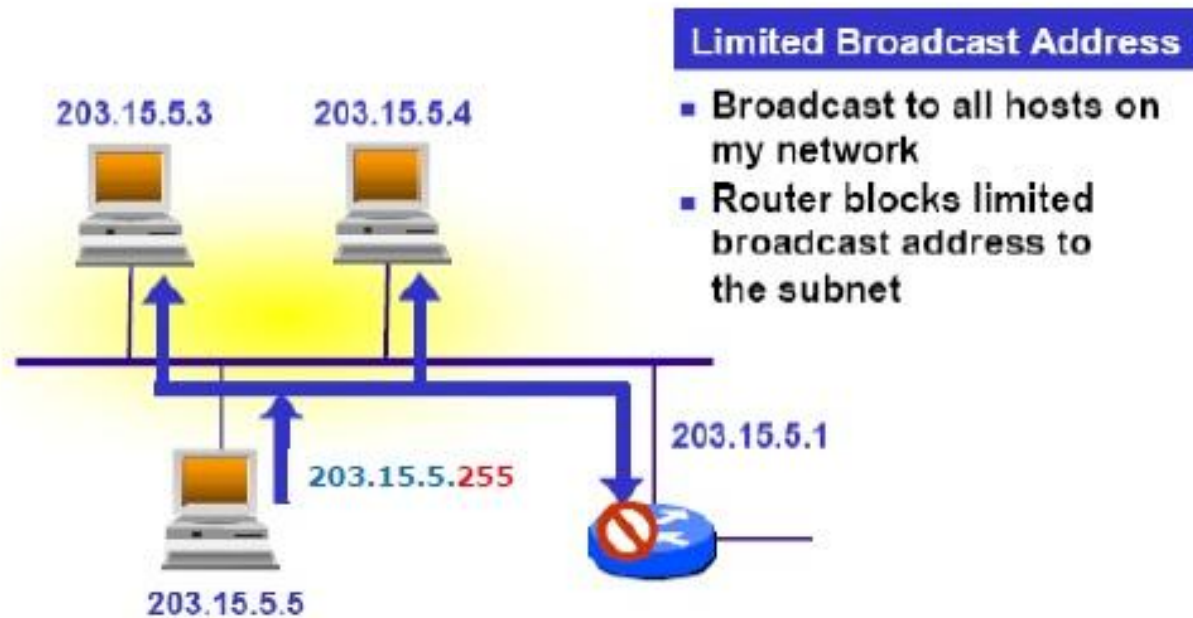 Limited Broadcast Address
▪ Broadcast to all hosts on
my network
▪ Router blocks limited
broadcast address to
the subnet
203.15.5.3
203.15.5.4
203.15.5.1
203.15.5.255
203.15.5.5